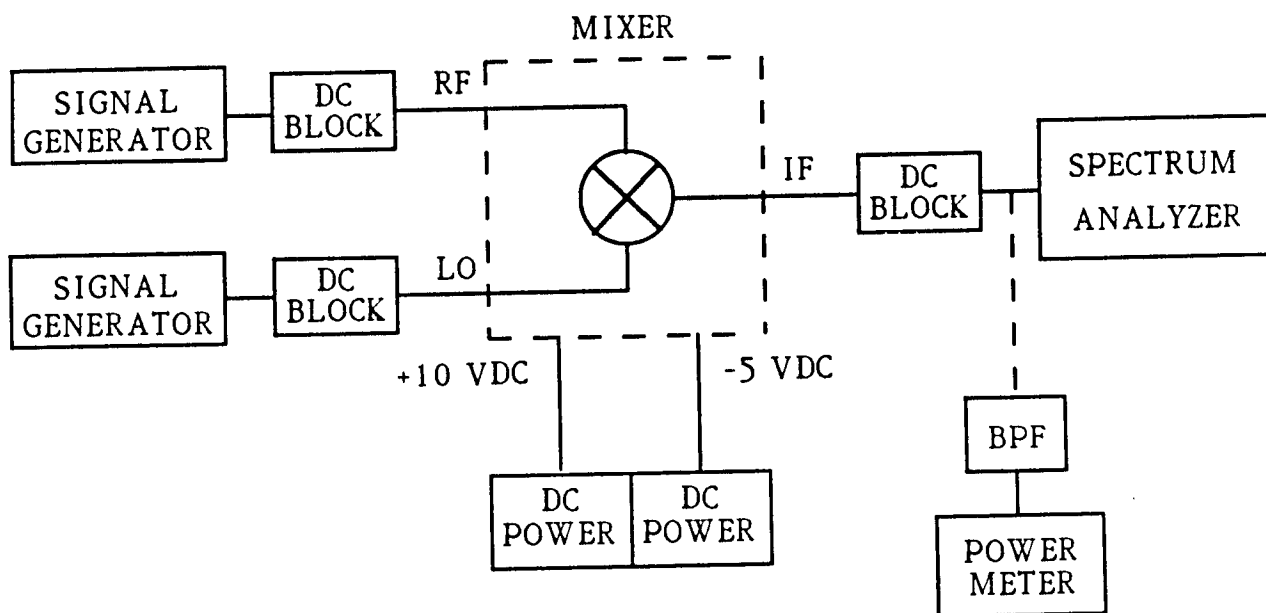 MIXER
SIGNAL
GENERATOR
DC
BLOCK
RF
IF
DC
BLOCK
SPECTRUM
ANALYZER
SIGNAL
GENERATOR
DC
BLOCK
LO
+10 VDC
-5 VDC
DC
POWER
DC
POWER
BPF
POWER
METER